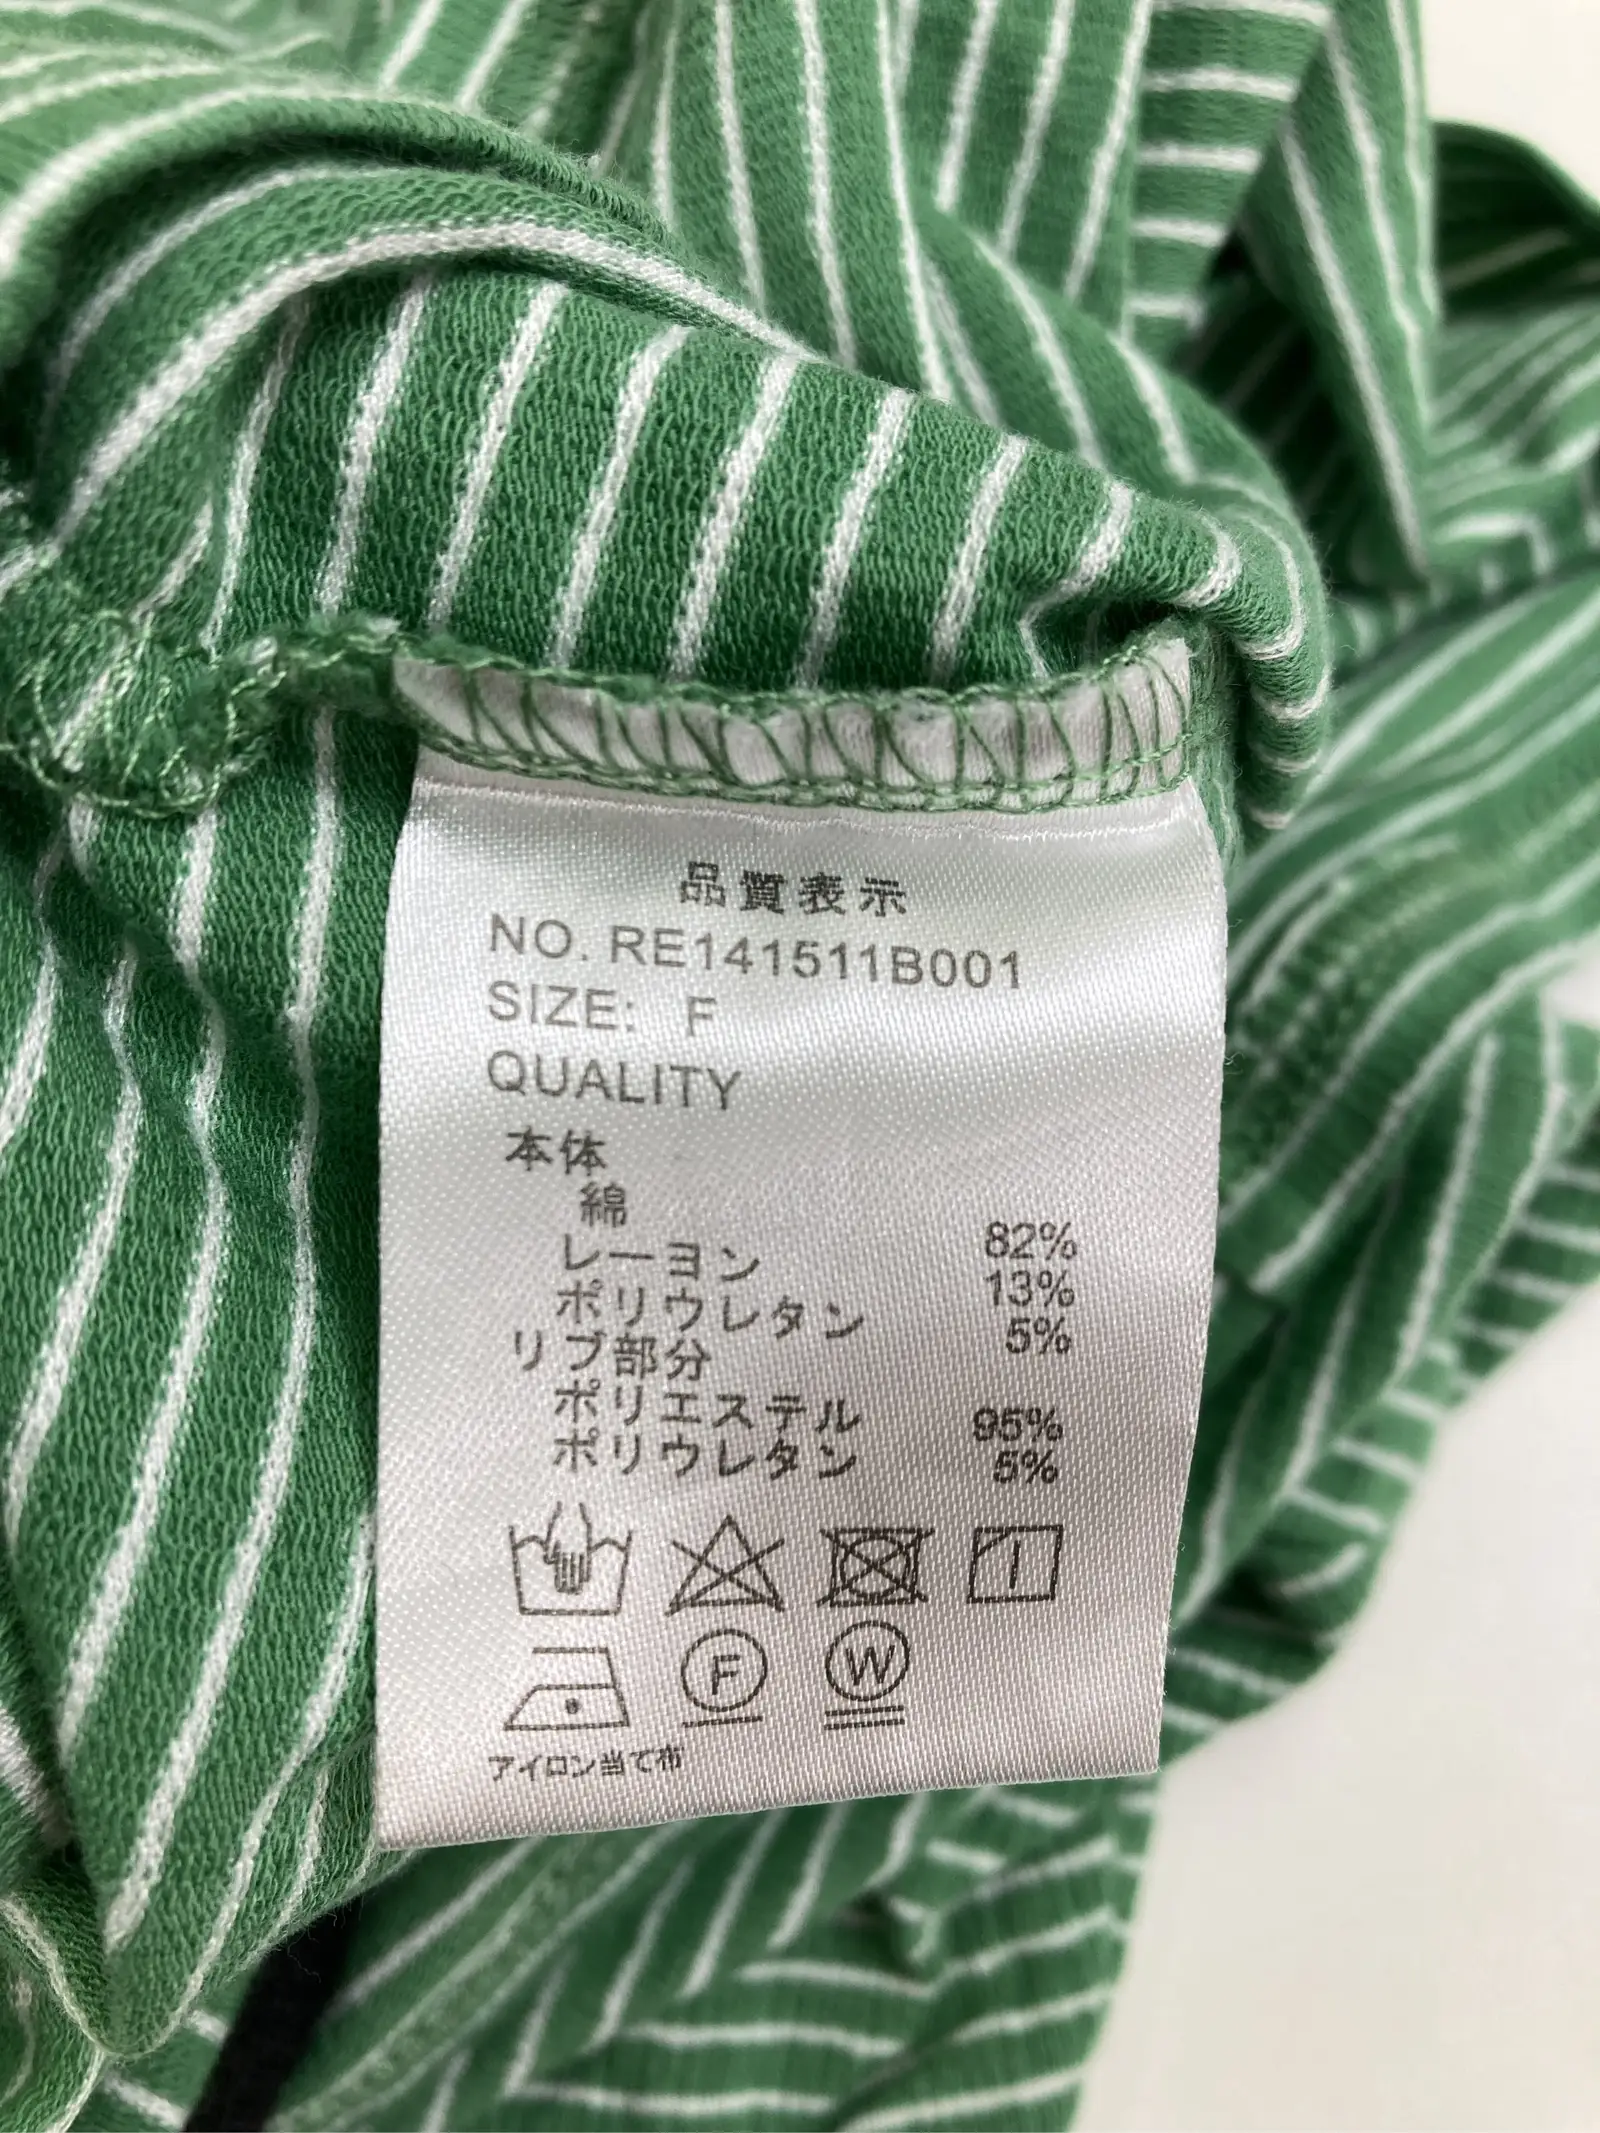 品質表示
NO. RE141511B001
SIZE: F
QUALITY
本体
綿 82%
レーヨン 13%
ポリウレタン 5%
リブ部分
ポリエステル 95%
ポリウレタン 5%
F W
アイロン当て布